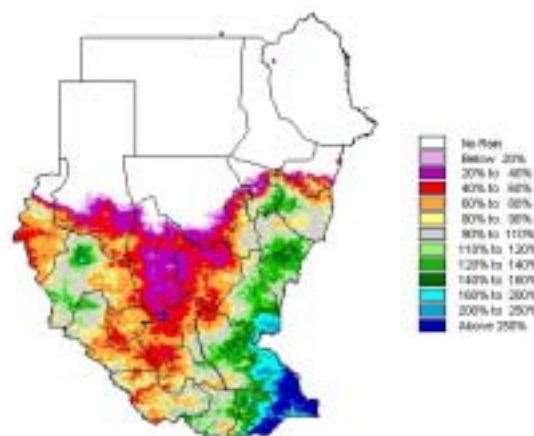 No Rain
Below 20%
20% to 40%
40% to 60%
60% to 80%
80% to 90%
90% to 110%
110% to 120%
120% to 140%
140% to 160%
160% to 200%
200% to 250%
Above 250%